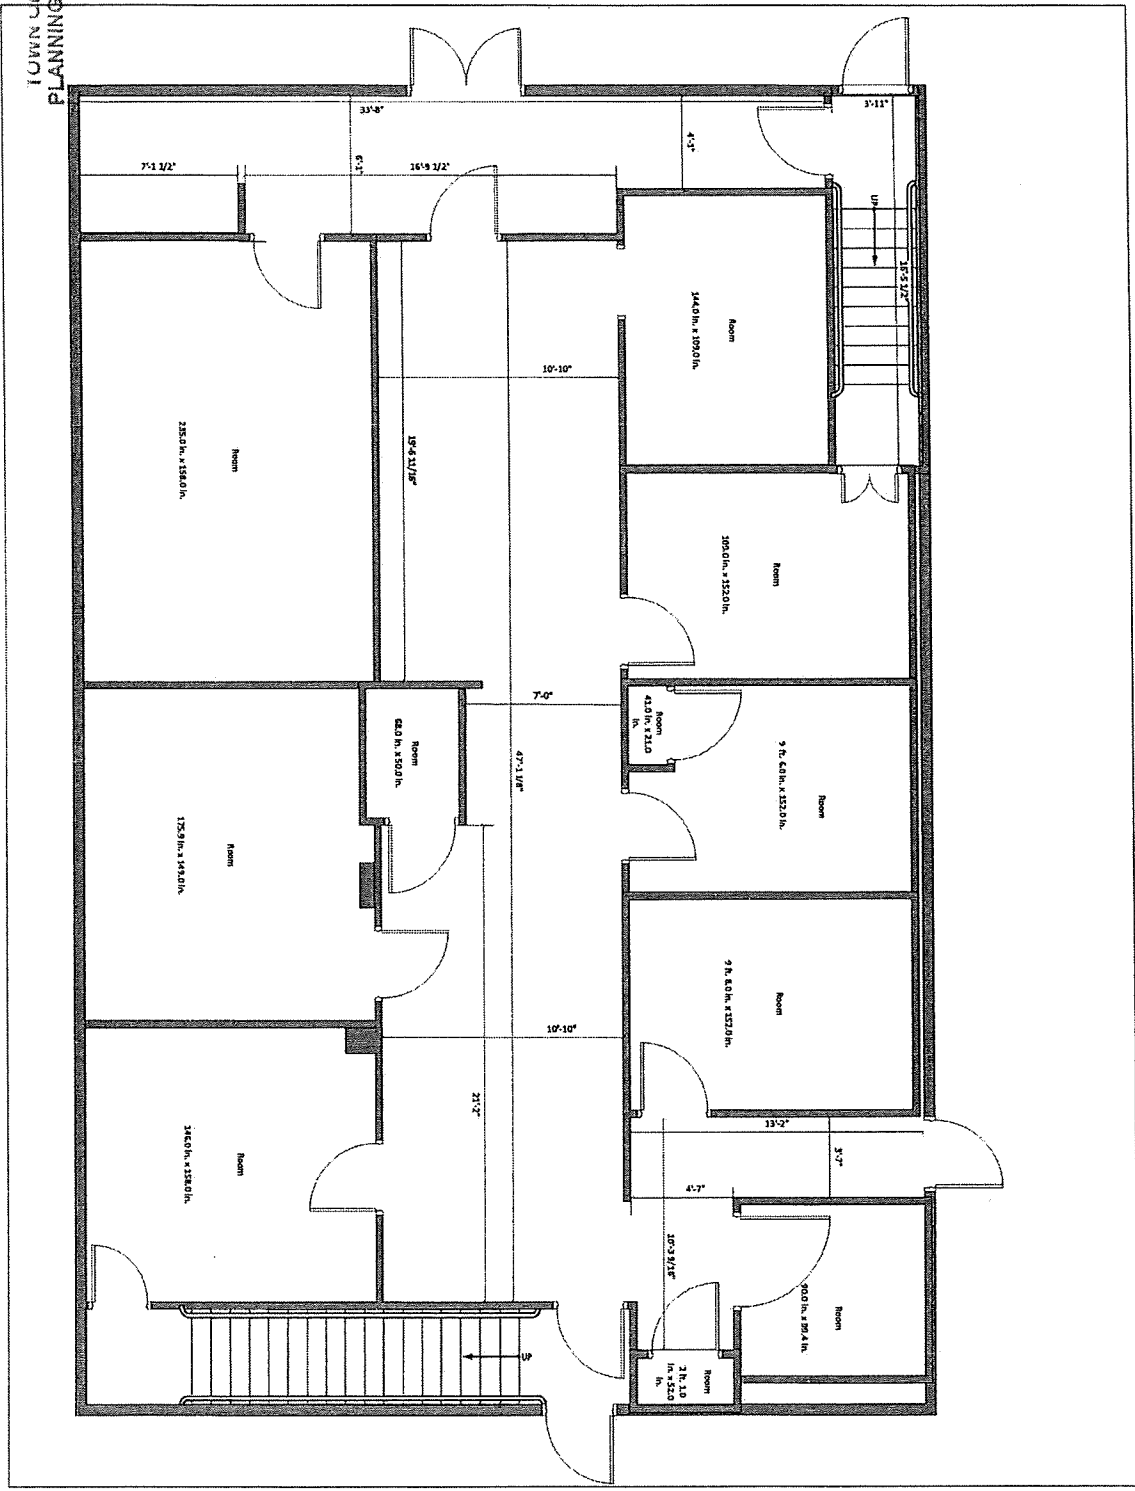 PLANNING
33'-8"
3'-11"
4'-1"
6'-1"
7'-1 1/2"
16'-9 1/2"
UP
15'-5 1/2"
Room
144.0 in. x 109.0 in.
10'-10"
19'-6 11/16"
Room
235.0 in. x 158.0 in.
Room
109.0 in. x 152.0 in.
7'-0"
47'-1 1/8"
Room
41.0 in. x 21.0
in.
Room
68.0 in. x 50.0 in.
Room
9 ft. 6.0 in. x 152.0 in.
Room
175.9 in. x 149.0 in.
Room
9 ft. 8.0 in. x 152.0 in.
10'-10"
21'-2"
13'-2"
3'-7"
4'-7"
10'-3 9/16"
Room
146.0 in. x 158.0 in.
Room
90.0 in. x 99.4 in.
Room
2 ft. 1.0
in. x 52.0
in.
UP